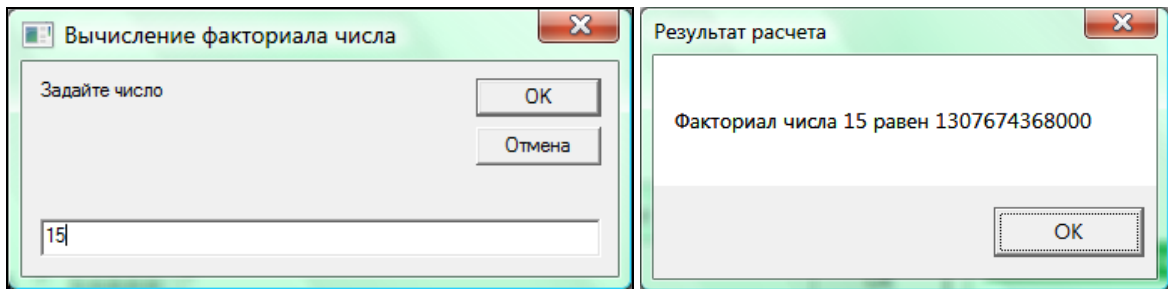 Вычисление факториала числа
Задайте число
OK
Отмена
15
Результат расчета
Факториал числа 15 равен 1307674368000
OK